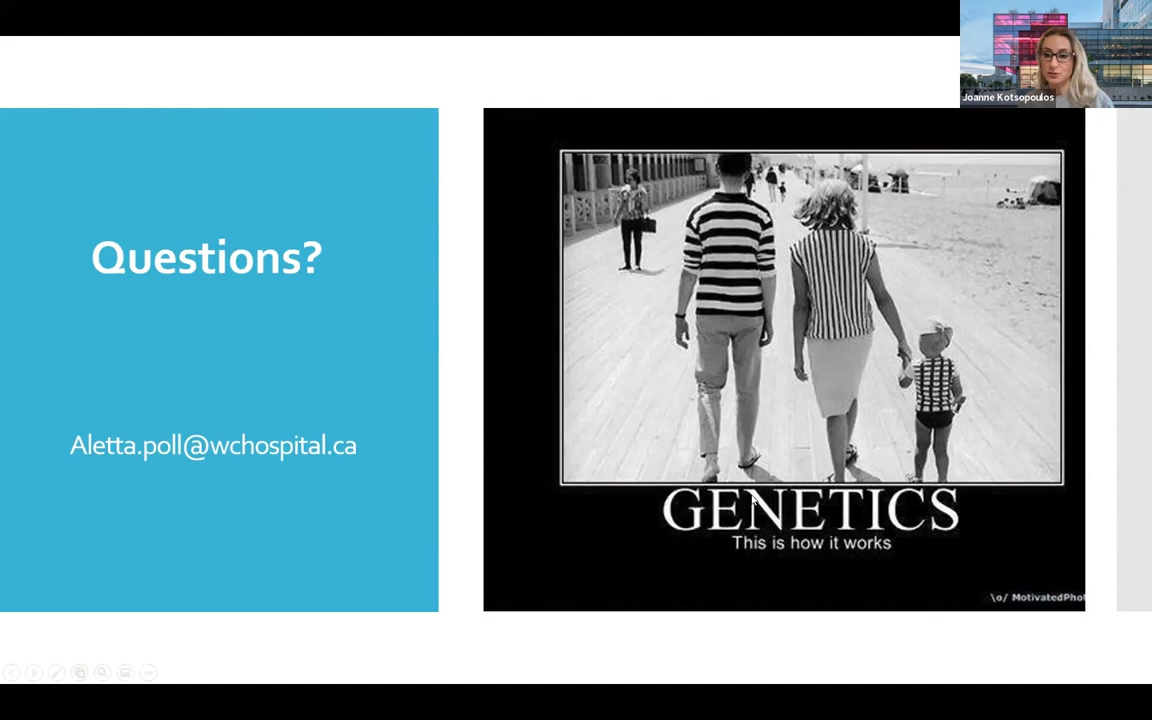 Joanne Kotsopoulos
Questions?
Aletta.poll@wchospital.ca
GENETICS
This is how it works
\o/ MotivatedPhot